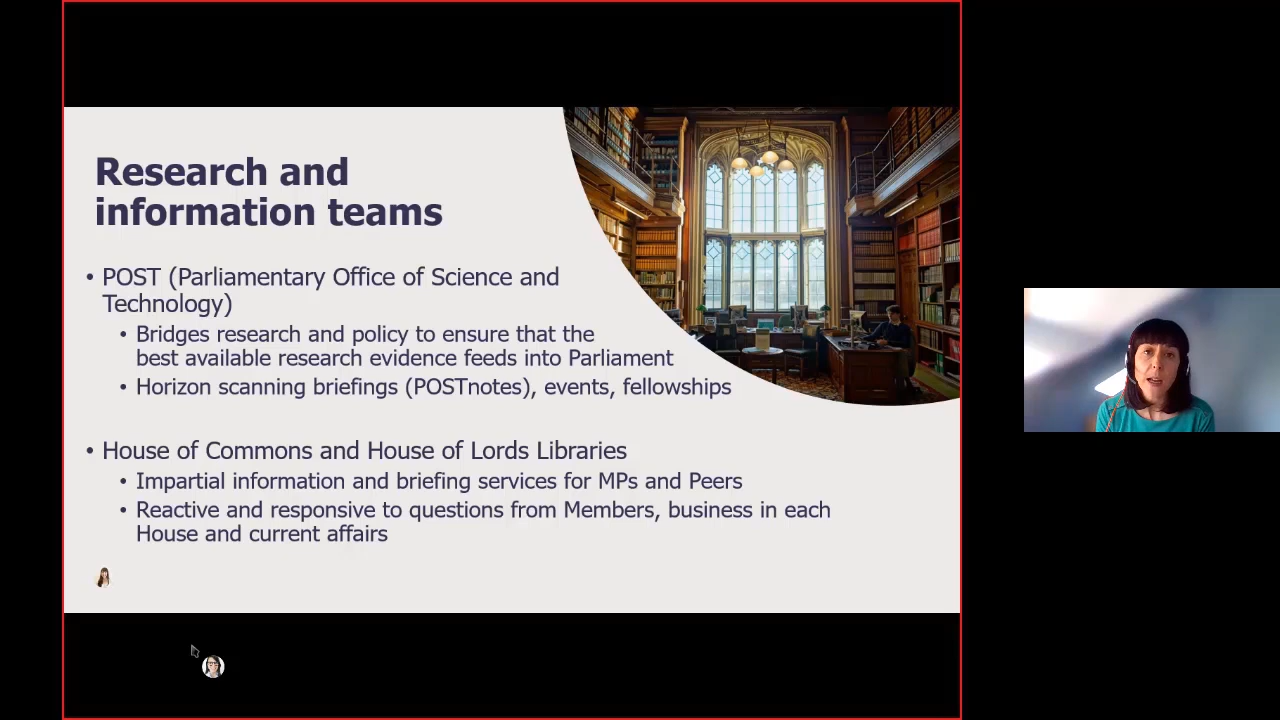 Research and
information teams
• POST (Parliamentary Office of Science and
Technology)
• Bridges research and policy to ensure that the
best available research evidence feeds into Parliament
• Horizon scanning briefings (POSTnotes), events, fellowships
• House of Commons and House of Lords Libraries
• Impartial information and briefing services for MPs and Peers
• Reactive and responsive to questions from Members, business in each
House and current affairs